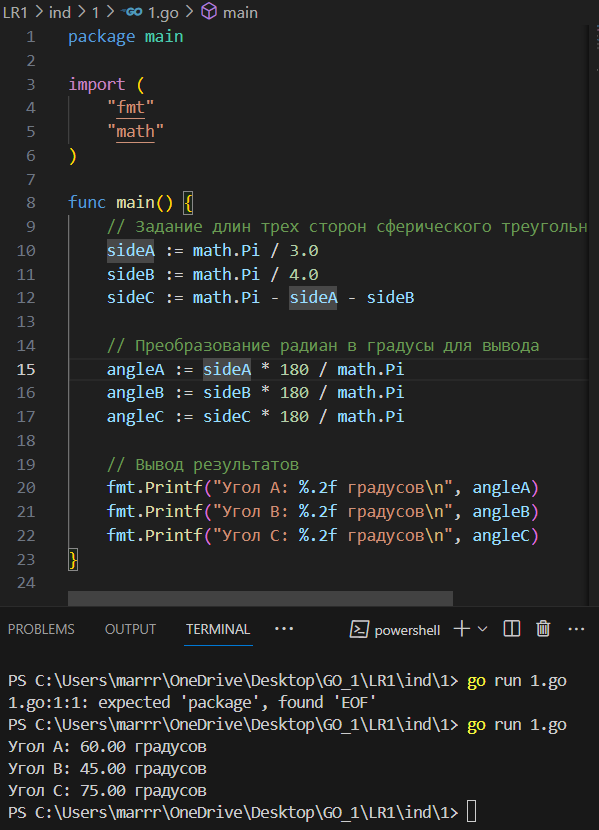 LR1 > ind > 1 > GO 1.go > main
1 package main
2
3 import (
4 "fmt"
5 "math"
6 )
7
8 func main() {
9 // Задание длин трех сторон сферического треугольн
10 sideA := math.Pi / 3.0
11 sideB := math.Pi / 4.0
12 sideC := math.Pi - sideA - sideB
13
14 // Преобразование радиан в градусы для вывода
15 angleA := sideA * 180 / math.Pi
16 angleB := sideB * 180 / math.Pi
17 angleC := sideC * 180 / math.Pi
18
19 // Вывод результатов
20 fmt.Printf("Угол A: %.2f градусов\n", angleA)
21 fmt.Printf("Угол B: %.2f градусов\n", angleB)
22 fmt.Printf("Угол C: %.2f градусов\n", angleC)
23 }
24
PROBLEMS OUTPUT TERMINAL ··· powershell
PS C:\Users\marrr\OneDrive\Desktop\GO_1\LR1\ind\1> go run 1.go
1.go:1:1: expected 'package', found 'EOF'
PS C:\Users\marrr\OneDrive\Desktop\GO_1\LR1\ind\1> go run 1.go
Угол A: 60.00 градусов
Угол B: 45.00 градусов
Угол C: 75.00 градусов
PS C:\Users\marrr\OneDrive\Desktop\GO_1\LR1\ind\1>